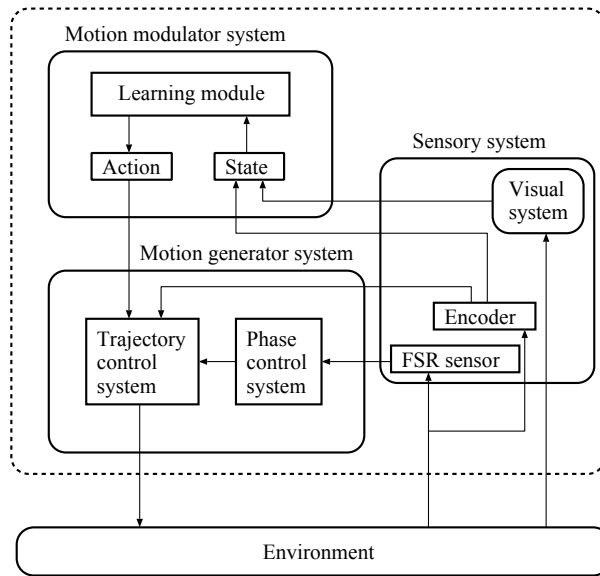 Motion modulator system
Learning module
Action
State
Sensory system
Visual
system
Motion generator system
Encoder
Trajectory
control
system
Phase
control
system
FSR sensor
Environment